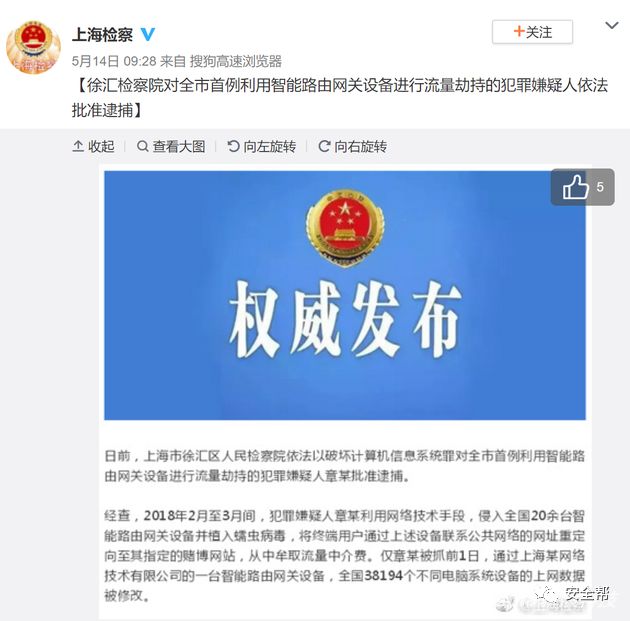 上海检察
+关注
5月14日 09:28 来自 搜狗高速浏览器
【徐汇检察院对全市首例利用智能路由网关设备进行流量劫持的犯罪嫌疑人依法
批准逮捕】
收起 查看大图 向左旋转 向右旋转
5
权威发布
日前，上海市徐汇区人民检察院依法以破坏计算机信息系统罪对全市首例利用智能路
由网关设备进行流量劫持的犯罪嫌疑人章某批准逮捕。
经查，2018年2月至3月间，犯罪嫌疑人章某利用网络技术手段，侵入全国20余台智
能路由网关设备并植入蠕虫病毒，将终端用户通过上述设备联系公共网络的网址重定
向至其指定的赌博网站，从中牟取流量中介费。仅章某被抓前1日，通过上海某网络
技术有限公司的一台智能路由网关设备，全国38194个不同电脑系统设备的上网数据
被修改。
安全帮